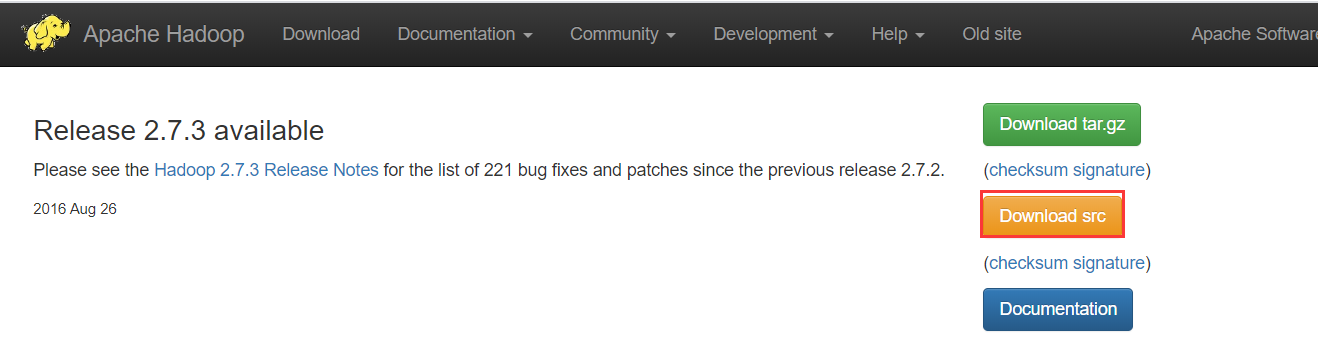 Apache Hadoop Download Documentation Community Development Help Old site Apache Software
Release 2.7.3 available
Please see the Hadoop 2.7.3 Release Notes for the list of 221 bug fixes and patches since the previous release 2.7.2.
2016 Aug 26
Download tar.gz
(checksum signature)
Download src
(checksum signature)
Documentation